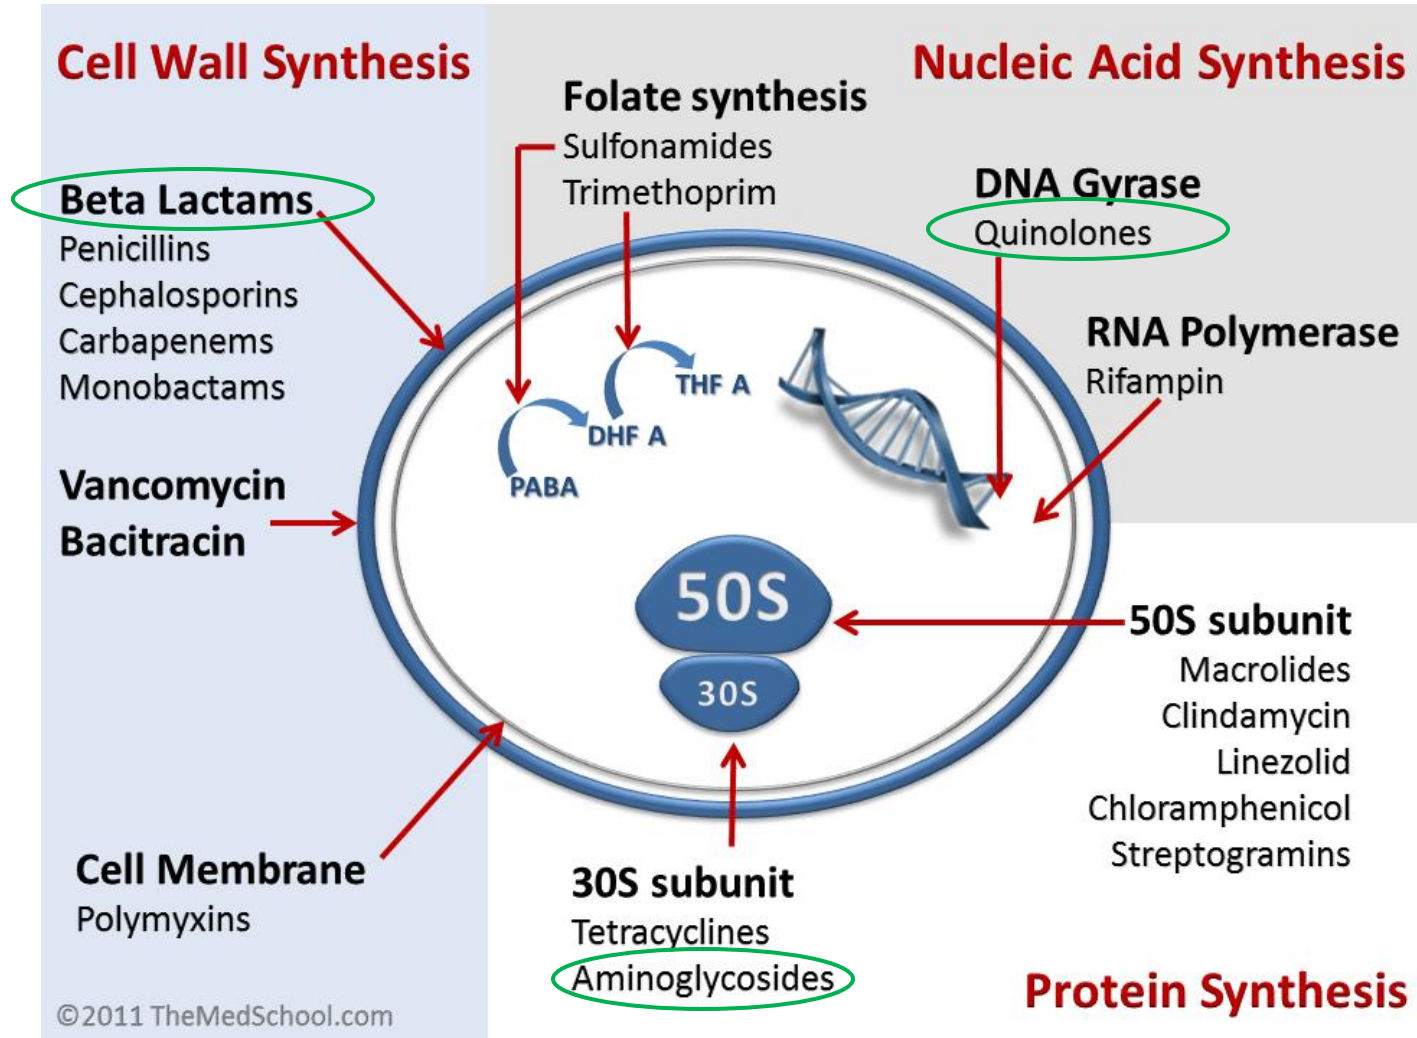 Cell Wall Synthesis
Beta Lactams
Penicillins
Cephalosporins
Carbapenems
Monobactams
Vancomycin
Bacitracin
Cell Membrane
Polymyxins
©2011 TheMedSchool.com
Folate synthesis
Sulfonamides
Trimethoprim
PABA
DHF A
THF A
50S
30S
30S subunit
Tetracyclines
Aminoglycosides
Nucleic Acid Synthesis
DNA Gyrase
Quinolones
RNA Polymerase
Rifampin
50S subunit
Macrolides
Clindamycin
Linezolid
Chloramphenicol
Streptogramins
Protein Synthesis